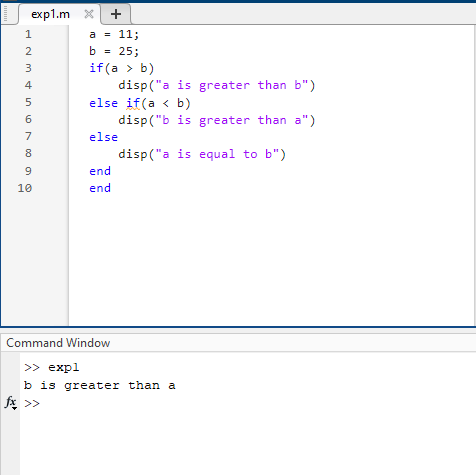 exp1.m × +
1 a = 11;
2 b = 25;
3 if(a > b)
4 disp("a is greater than b")
5 else if(a < b)
6 disp("b is greater than a")
7 else
8 disp("a is equal to b")
9 end
10 end
Command Window
>> exp1
b is greater than a
fx >>